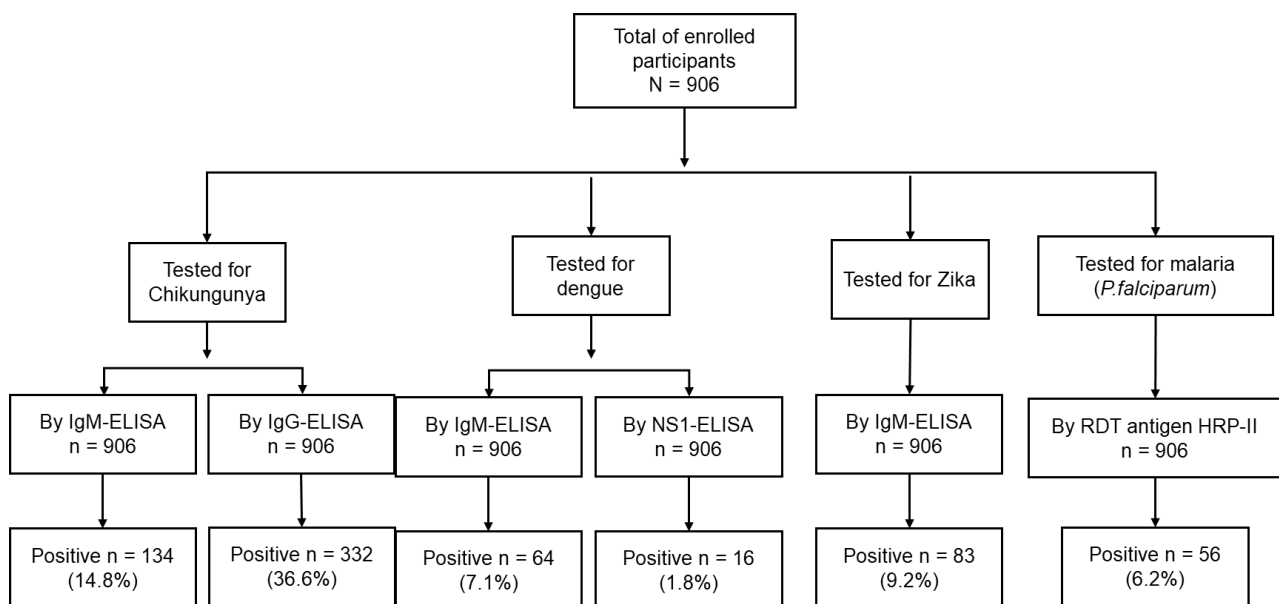 Total of enrolled
participants
N = 906
Tested for
Chikungunya
Tested for
dengue
Tested for Zika
Tested for malaria
(P.falciparum)
By IgM-ELISA
n = 906
By IgG-ELISA
n = 906
By IgM-ELISA
n = 906
By NS1-ELISA
n = 906
By IgM-ELISA
n = 906
By RDT antigen HRP-II
n = 906
Positive n = 134
(14.8%)
Positive n = 332
(36.6%)
Positive n = 64
(7.1%)
Positive n = 16
(1.8%)
Positive n = 83
(9.2%)
Positive n = 56
(6.2%)